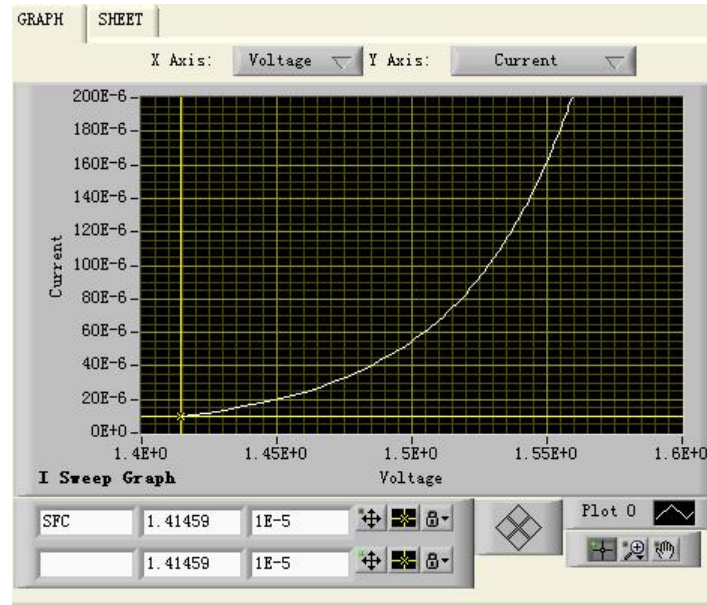 GRAPH SHEET
X Axis: Voltage Y Axis: Current
200E-6
180E-6
160E-6
140E-6
120E-6
100E-6
80E-6
60E-6
40E-6
20E-6
0E+0
Current
1.4E+0 1.45E+0 1.5E+0 1.55E+0 1.6E+0
I Sweep Graph Voltage
SFC 1.41459 1E-5 Plot 0
1.41459 1E-5